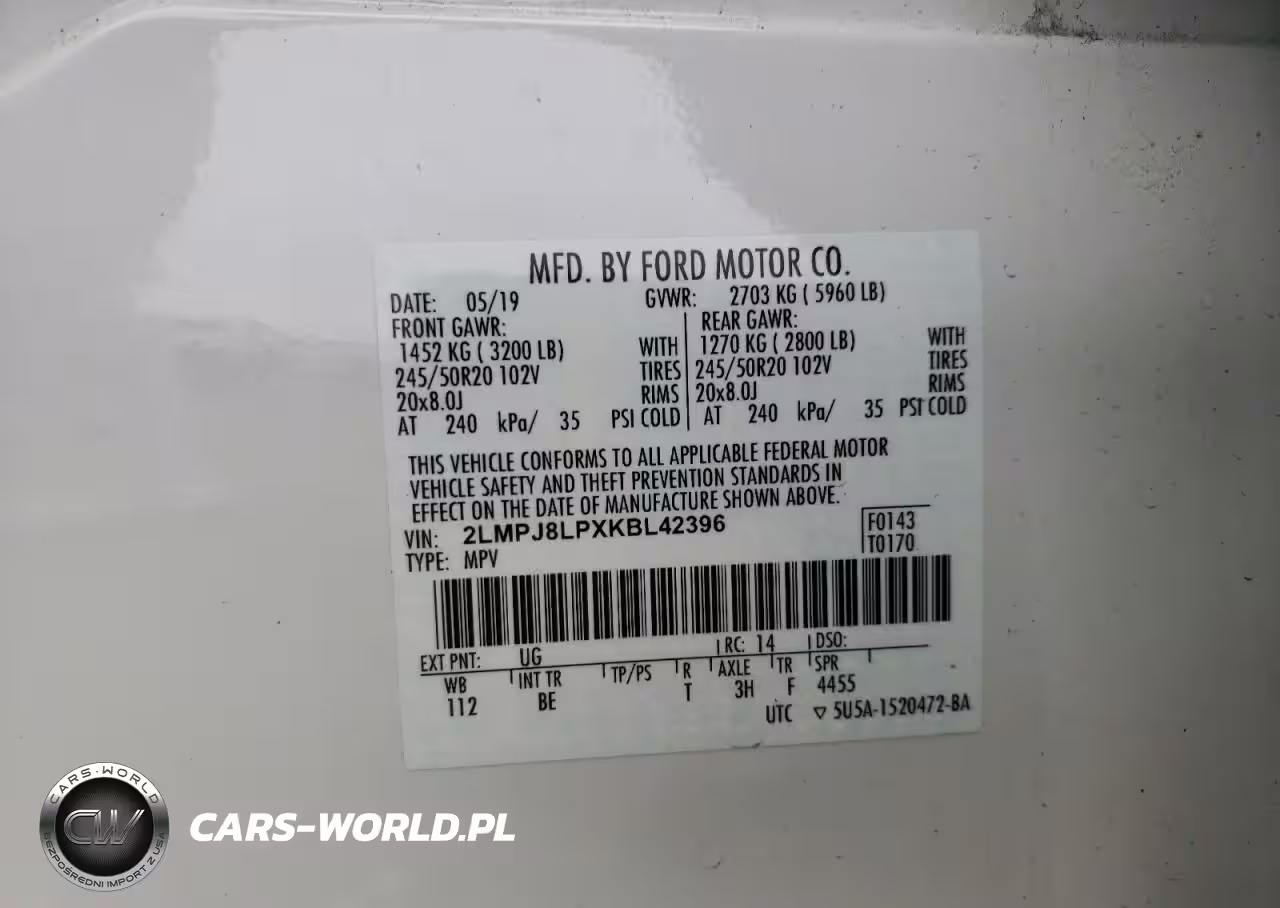 MFD. BY FORD MOTOR CO.
DATE: 05/19 GVWR: 2703 KG ( 5960 LB)
FRONT GAWR: REAR GAWR:
1452 KG ( 3200 LB) WITH 1270 KG ( 2800 LB) WITH
245/50R20 102V TIRES 245/50R20 102V TIRES
20x8.0J RIMS 20x8.0J RIMS
AT 240 kPa/ 35 PSI COLD AT 240 kPa/ 35 PSI COLD
THIS VEHICLE CONFORMS TO ALL APPLICABLE FEDERAL MOTOR
VEHICLE SAFETY AND THEFT PREVENTION STANDARDS IN
EFFECT ON THE DATE OF MANUFACTURE SHOWN ABOVE.
VIN: 2LMPJ8LPXKBL42396 F0143
TYPE: MPV T0170
EXT PNT: UG RC: 14 DSO:
WB INT TR TP/PS R AXLE TR SPR
112 BE T 3H F 4455
UTC ▽ 5U5A-1520472-BA
CARS-WORLD
CW
BEZPOŚREDNI IMPORT Z USA
CARS-WORLD.PL